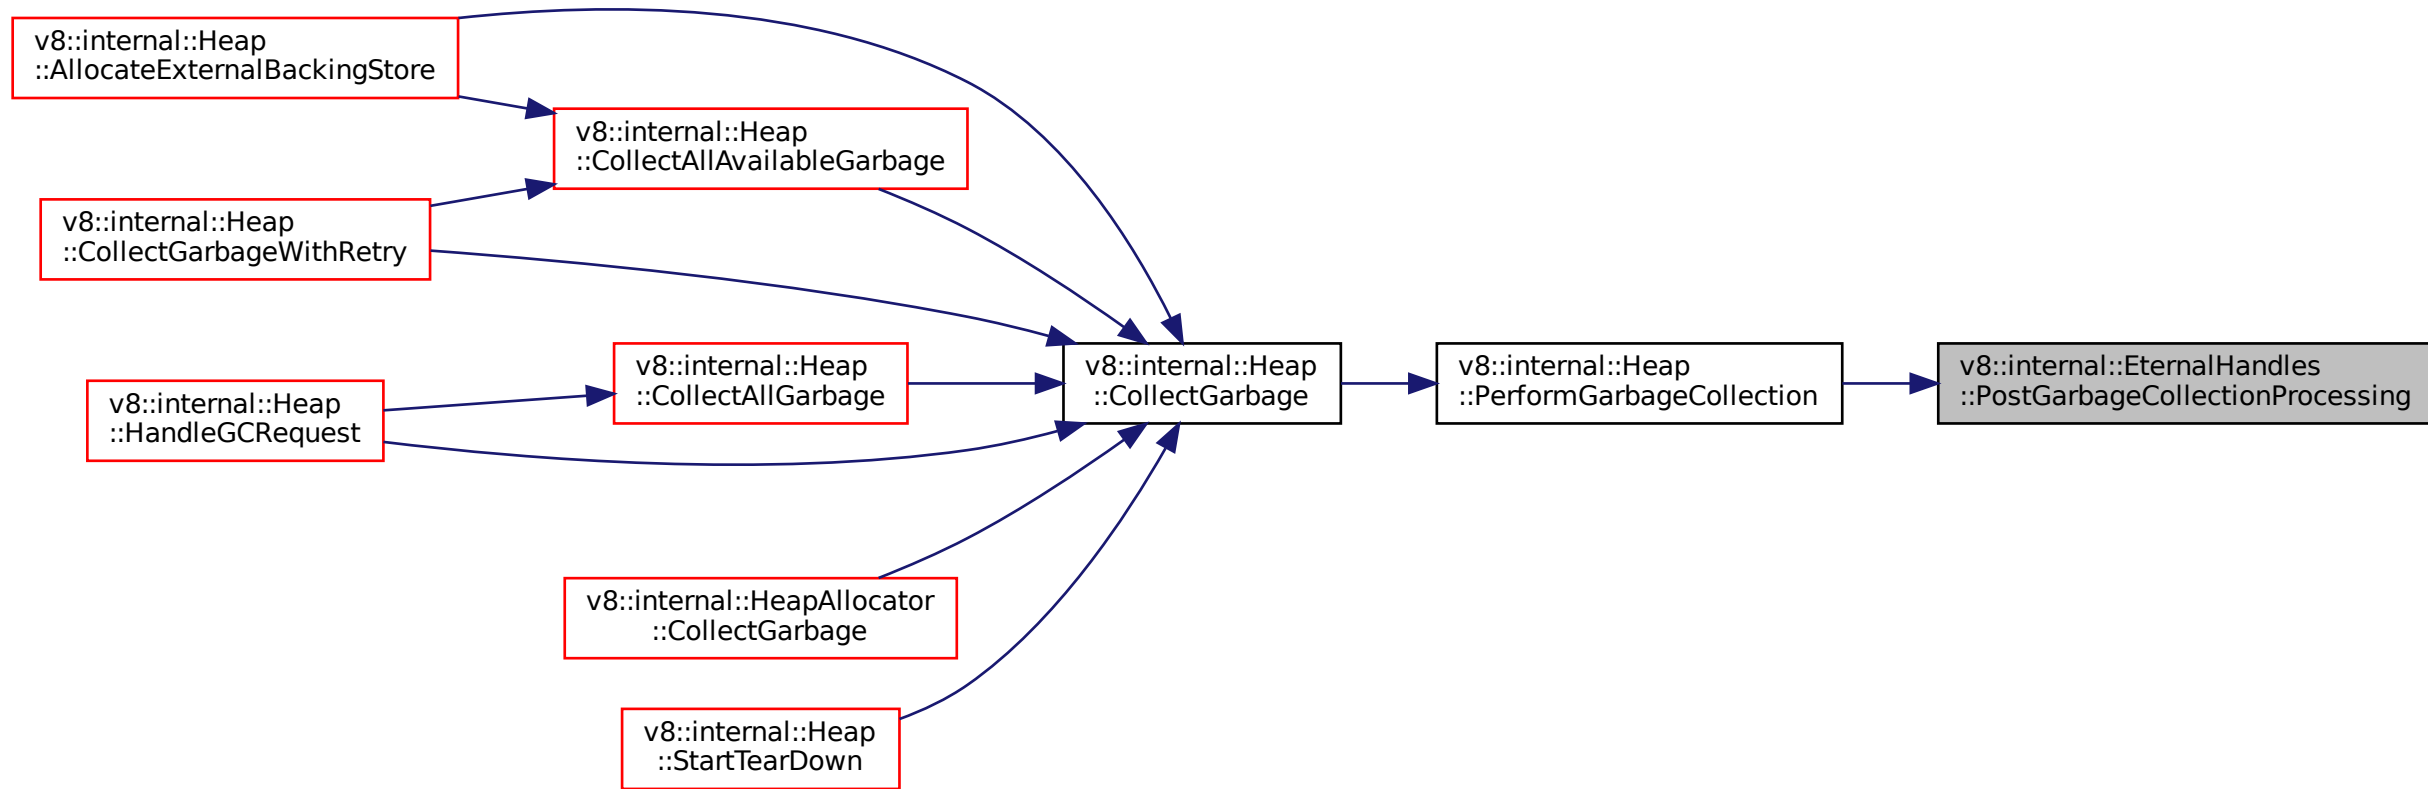 v8::internal::Heap
::AllocateExternalBackingStore
v8::internal::Heap
::CollectAllAvailableGarbage
v8::internal::Heap
::CollectGarbageWithRetry
v8::internal::Heap
::CollectAllGarbage
v8::internal::Heap
::HandleGCRequest
v8::internal::Heap
::CollectGarbage
v8::internal::Heap
::PerformGarbageCollection
v8::internal::EternalHandles
::PostGarbageCollectionProcessing
v8::internal::HeapAllocator
::CollectGarbage
v8::internal::Heap
::StartTearDown